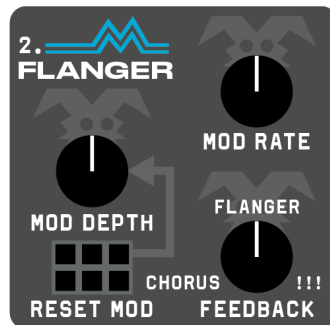 2.
FLANGER
MOD RATE
MOD DEPTH
FLANGER
CHORUS !!!
RESET MOD
FEEDBACK